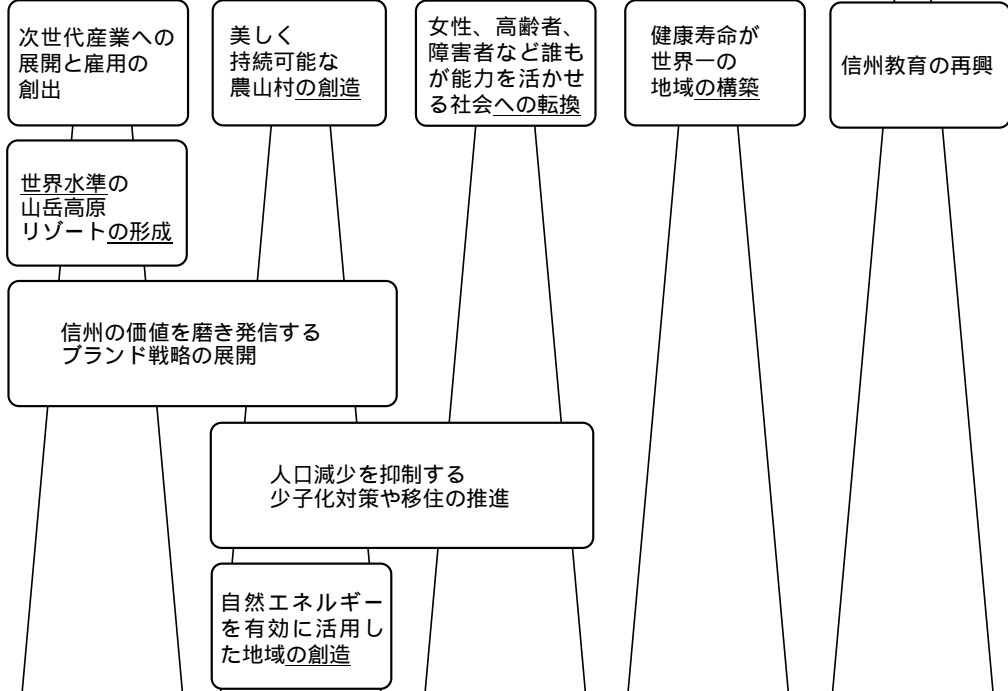 次世代産業への
展開と雇用の
創出
美しく
持続可能な
農山村の創造
女性、高齢者、
障害者など誰も
が能力を活かせ
る社会への転換
健康寿命が
世界一の
地域の構築
信州教育の再興
世界水準の
山岳高原
リゾートの形成
信州の価値を磨き発信する
ブランド戦略の展開
人口減少を抑制する
少子化対策や移住の推進
自然エネルギー
を有効に活用し
た地域の創造